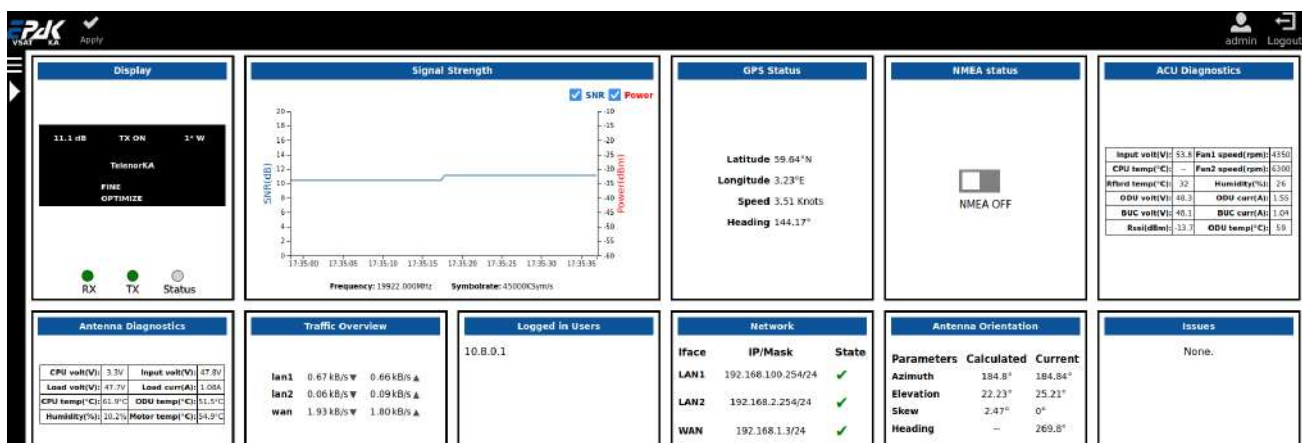 EPak
VSAT KA
Apply
admin
Logout
Display
11.1 dB TX ON 1° W
TelenorKA
FINE
OPTIMIZE
RX TX Status
Signal Strength
SNR Power
20
18
16
14
12
10
8
6
4
2
0
SNR(dB)
-10
-15
-20
-25
-30
-35
-40
-45
-50
-55
-60
Power(dBm)
17:35:00 17:35:05 17:35:10 17:35:15 17:35:20 17:35:25 17:35:30 17:35:35
Frequency: 19922.000MHz Symbolrate: 45000KSym/s
GPS Status
Latitude 59.64°N
Longitude 3.23°E
Speed 3.51 Knots
Heading 144.17°
NMEA status
NMEA OFF
ACU Diagnostics
Input volt(V): 53.8 Fan1 speed(rpm): 4350
CPU temp(°C): -- Fan2 speed(rpm): 6300
Rfbrd temp(°C): 32 Humidity(%): 26
ODU volt(V): 48.3 ODU curr(A): 1.55
BUC volt(V): 48.1 BUC curr(A): 1.04
Rssi(dBm): -13.7 ODU temp(°C): 59
Antenna Diagnostics
CPU volt(V): 3.3V Input volt(V): 47.8V
Load volt(V): 47.7V Load curr(A): 1.08A
CPU temp(°C): 61.9°C ODU temp(°C): 51.5°C
Humidity(%): 10.2% Motor temp(°C): 54.9°C
Traffic Overview
lan1 0.67 kB/s▼ 0.66 kB/s▲
lan2 0.06 kB/s▼ 0.09 kB/s▲
wan 1.93 kB/s▼ 1.80 kB/s▲
Logged in Users
10.8.0.1
Network
Iface IP/Mask State
LAN1 192.168.100.254/24 ✔
LAN2 192.168.2.254/24 ✔
WAN 192.168.1.3/24 ✔
Antenna Orientation
Parameters Calculated Current
Azimuth 184.8° 184.84°
Elevation 22.23° 25.21°
Skew 2.47° 0°
Heading -- 269.8°
Issues
None.